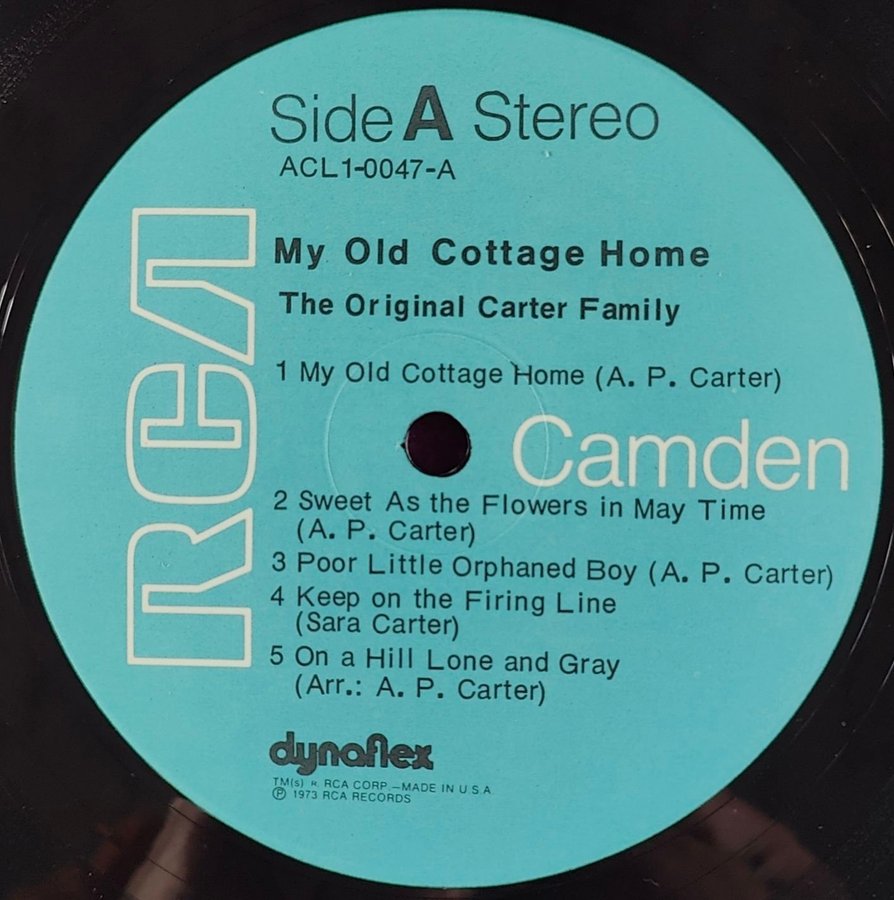 Side A Stereo
ACL1-0047-A
RCA
My Old Cottage Home
The Original Carter Family
1 My Old Cottage Home (A. P. Carter)
Camden
2 Sweet As the Flowers in May Time
(A. P. Carter)
3 Poor Little Orphaned Boy (A. P. Carter)
4 Keep on the Firing Line
(Sara Carter)
5 On a Hill Lone and Gray
(Arr.: A. P. Carter)
dynaflex
TM(s) ® RCA CORP.—MADE IN U.S.A
℗ 1973 RCA RECORDS